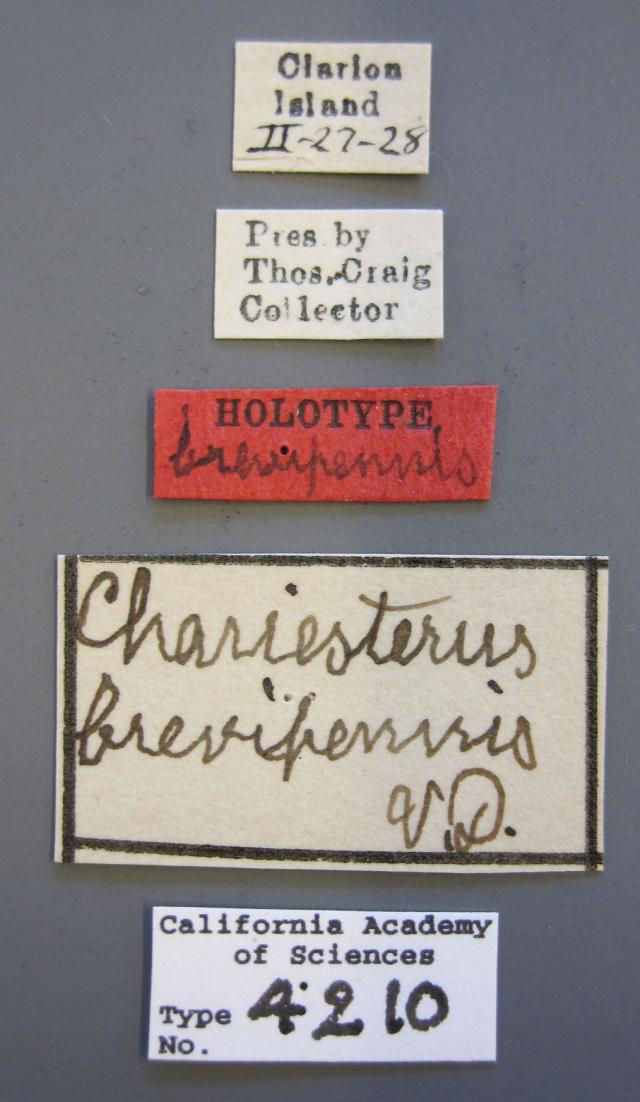 Clarion
Island
II-27-28
Pres. by
Thos. Craig
Collector
HOLOTYPE
brevipennis
Chariesterus
brevipennis
V.D.
California Academy
of Sciences
Type 4210
No.